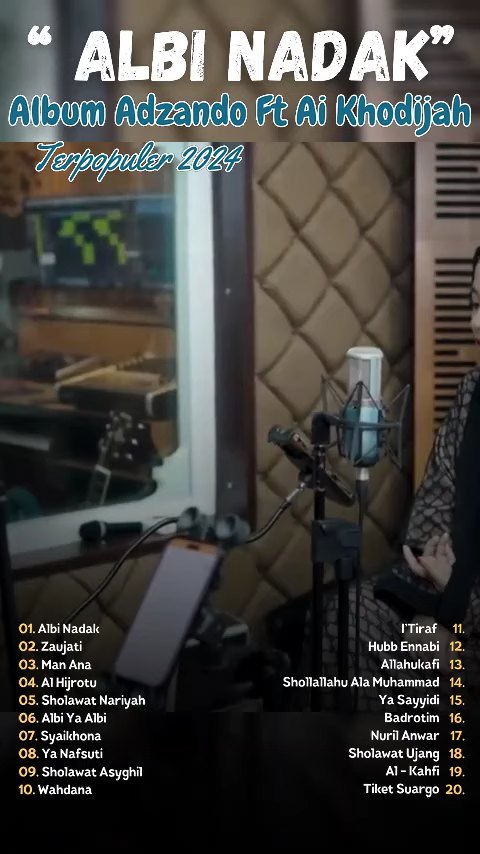 “ ALBI NADAK”
Album Adzando Ft Ai Khodijah
Terpopuler 2024
01. Albi Nadak
02. Zaujati
03. Man Ana
04. Al Hijrotu
05. Sholawat Nariyah
06. Albi Ya Albi
07. Syaikhona
08. Ya Nafsuti
09. Sholawat Asyghil
10. Wahdana
I'Tiraf 11.
Hubb Ennabi 12.
Allahukafi 13.
Shollallahu Ala Muhammad 14.
Ya Sayyidi 15.
Badrotim 16.
Nuril Anwar 17.
Sholawat Ujang 18.
Al - Kahfi 19.
Tiket Suargo 20.